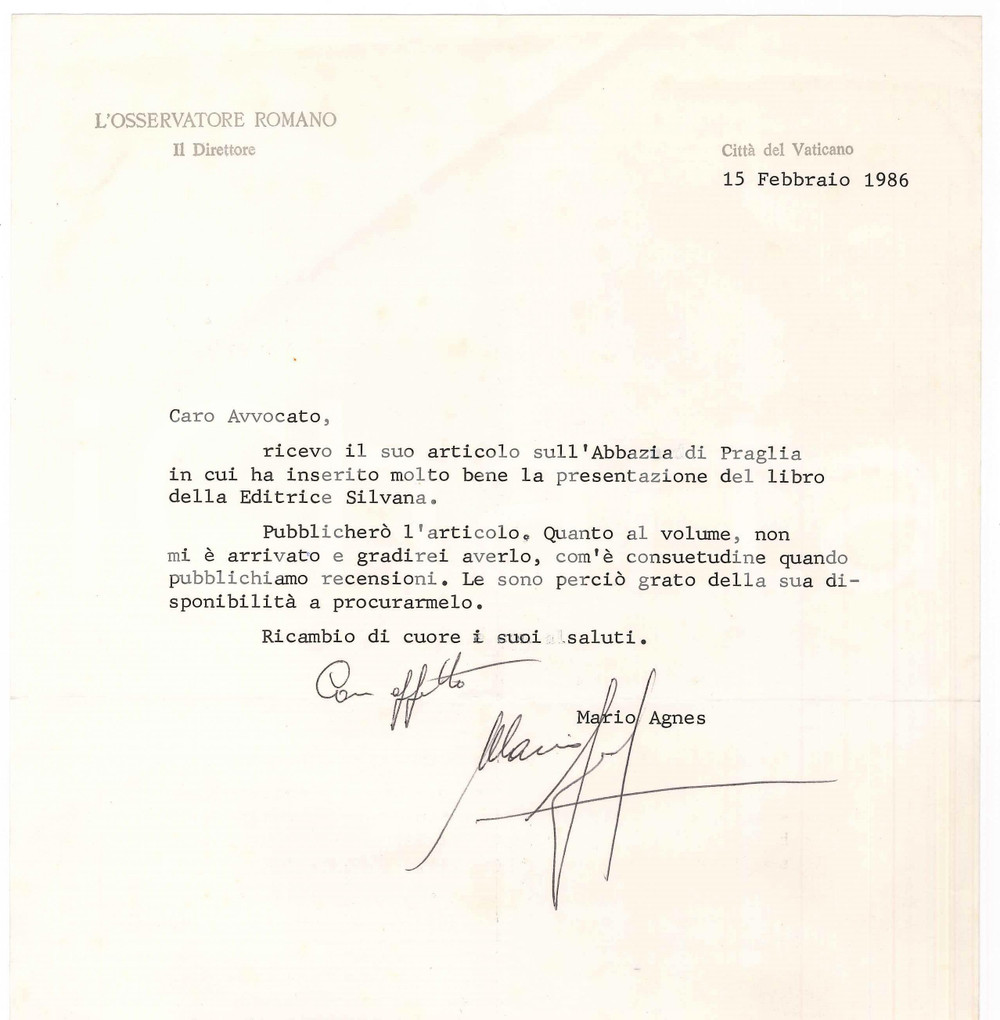 L'OSSERVATORE ROMANO
Il Direttore
Città del Vaticano
15 Febbraio 1986
Caro Avvocato,
ricevo il suo articolo sull'Abbazia di Praglia
in cui ha inserito molto bene la presentazione del libro
della Editrice Silvana.
Pubblicherò l'articolo. Quanto al volume, non
mi è arrivato e gradirei averlo, com'è consuetudine quando
pubblichiamo recensioni. Le sono perciò grato della sua di-
sponibilità a procurarmelo.
Ricambio di cuore i suoi saluti.
Con affetto
Mario Agnes
Mario Agnes